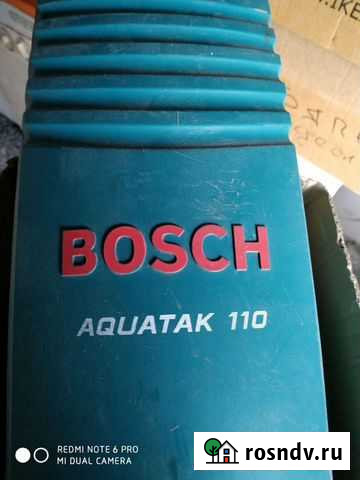 BOSCH
AQUATAK 110
REDMI NOTE 6 PRO
MI DUAL CAMERA
rosndv.ru